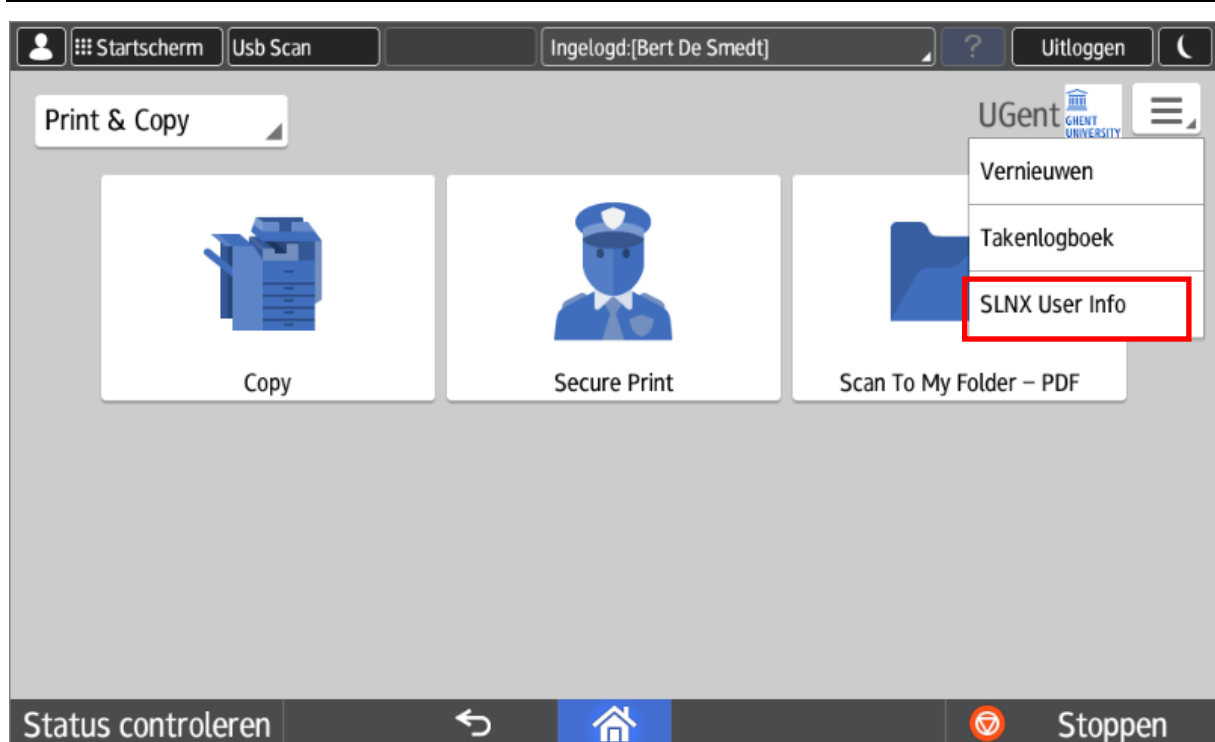 Startscherm
Usb Scan
Ingelogd:[Bert De Smedt]
?
Uitloggen
Print & Copy
UGent
GHENT
UNIVERSITY
Vernieuwen
Takenlogboek
SLNX User Info
Copy
Secure Print
Scan To My Folder – PDF
Status controleren
Stoppen